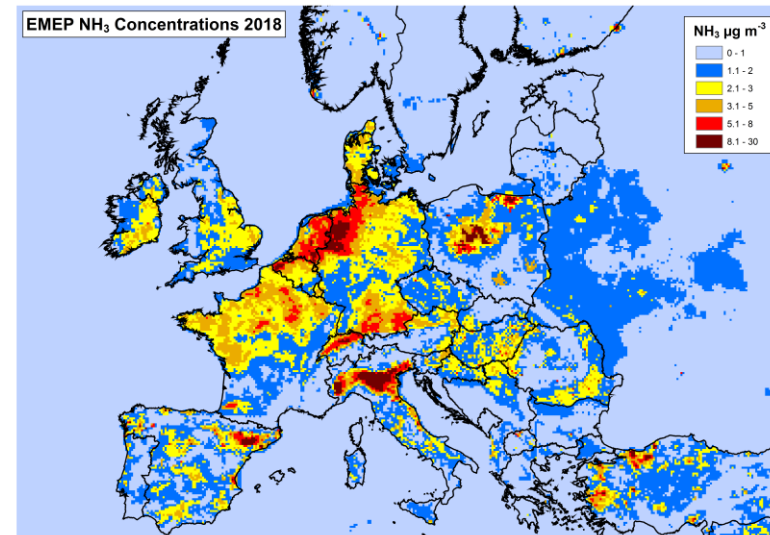 EMEP NH₃ Concentrations 2018
NH₃ µg m⁻³
0 - 1
1.1 - 2
2.1 - 3
3.1 - 5
5.1 - 8
8.1 - 30